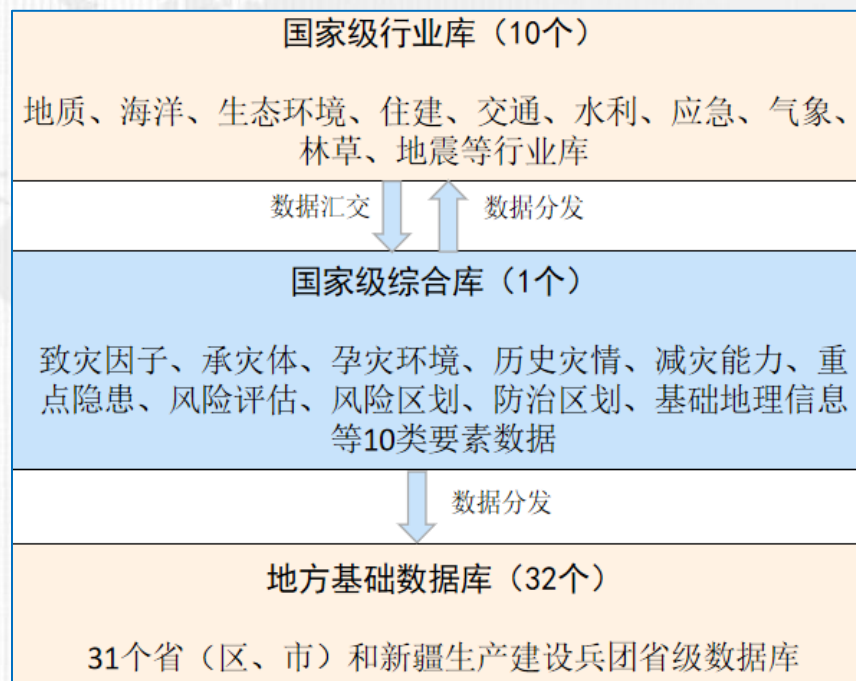 国家级行业库（10个）
地质、海洋、生态环境、住建、交通、水利、应急、气象、
林草、地震等行业库
数据汇交
数据分发
国家级综合库（1个）
致灾因子、承灾体、孕灾环境、历史灾情、减灾能力、重
点隐患、风险评估、风险区划、防治区划、基础地理信息
等10类要素数据
数据分发
地方基础数据库（32个）
31个省（区、市）和新疆生产建设兵团省级数据库